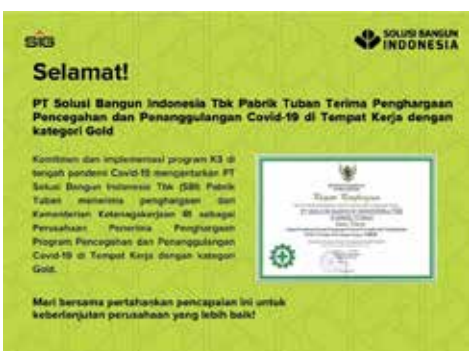 SIG
SOLUSI BANGUN
INDONESIA
Selamat!
PT Solusi Bangun Indonesia Tbk Pabrik Tuban Terima Penghargaan
Pencegahan dan Penanggulangan Covid-19 di Tempat Kerja dengan
kategori Gold
Komitmen dan implementasi program K3 di
tengah pandemi Covid-19 mengantarkan PT
Solusi Bangun Indonesia Tbk (SBI) Pabrik
Tuban menerima penghargaan dari
Kementerian Ketenagakerjaan RI sebagai
Perusahaan Penerima Penghargaan
Program Pencegahan dan Penanggulangan
Covid-19 di Tempat Kerja dengan kategori
Gold.
Piagam Penghargaan
Mari bersama pertahankan pencapaian ini untuk
keberlanjutan perusahaan yang lebih baik!